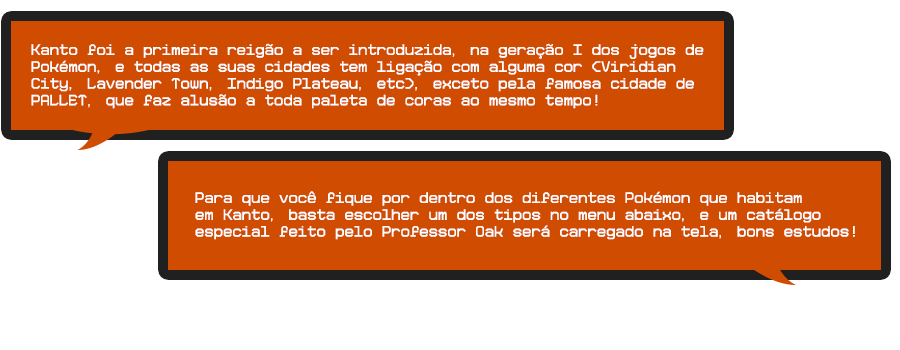 Kanto foi a primeira reigão a ser introduzida, na geração I dos jogos de
Pokémon, e todas as suas cidades tem ligação com alguma cor (Viridian
City, Lavender Town, Indigo Plateau, etc), exceto pela famosa cidade de
PALLET, que faz alusão a toda paleta de coras ao mesmo tempo!
Para que você fique por dentro dos diferentes Pokémon que habitam
em Kanto, basta escolher um dos tipos no menu abaixo, e um catálogo
especial feito pelo Professor Oak será carregado na tela, bons estudos!